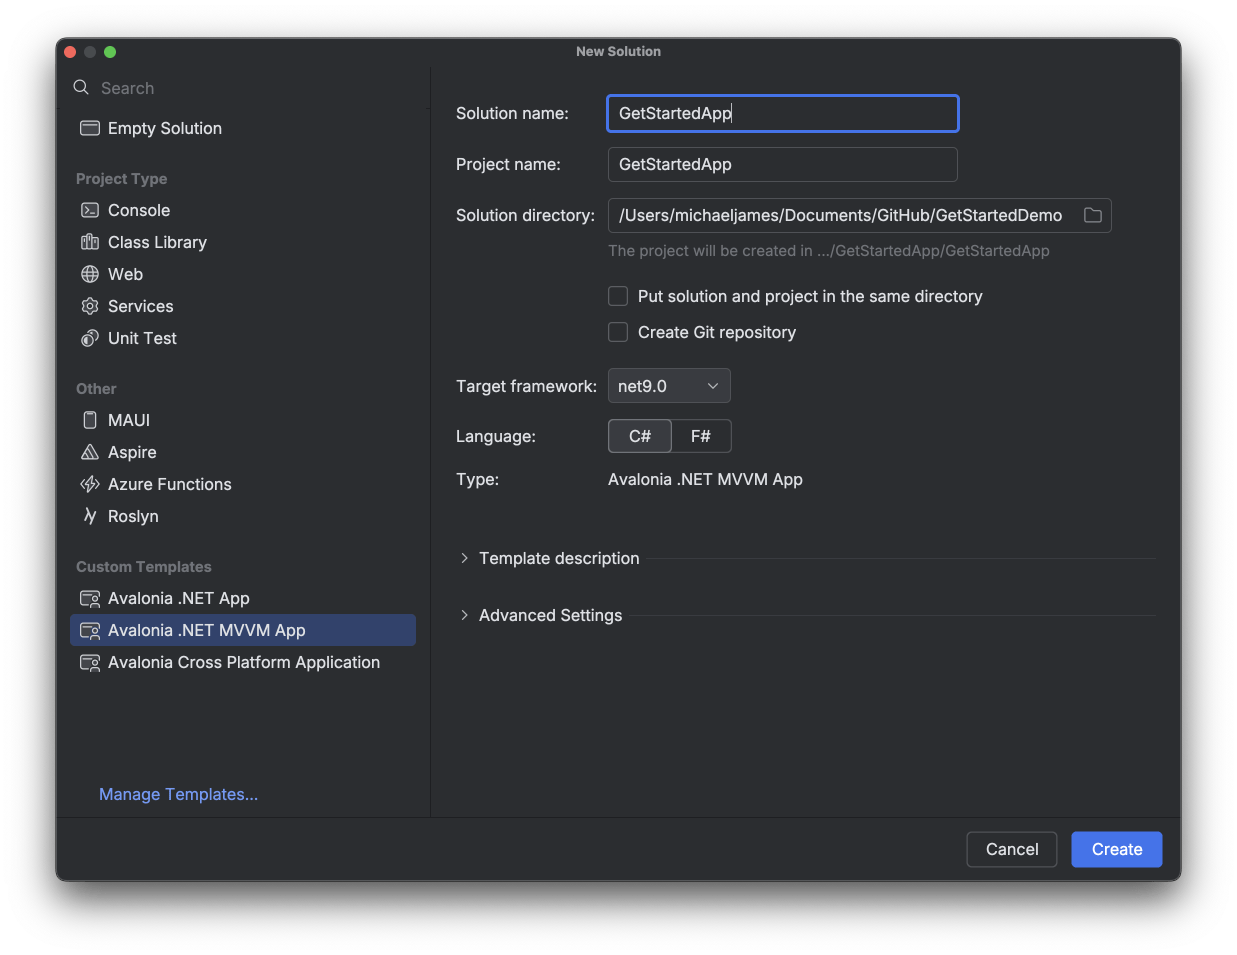 New Solution
Search
Empty Solution
Project Type
Console
Class Library
Web
Services
Unit Test
Other
MAUI
Aspire
Azure Functions
Roslyn
Custom Templates
Avalonia .NET App
Avalonia .NET MVVM App
Avalonia Cross Platform Application
Manage Templates...
Solution name: GetStartedApp
Project name: GetStartedApp
Solution directory: /Users/michaeljames/Documents/GitHub/GetStartedDemo
The project will be created in .../GetStartedApp/GetStartedApp
Put solution and project in the same directory
Create Git repository
Target framework: net9.0
Language: C# F#
Type: Avalonia .NET MVVM App
Template description
Advanced Settings
Cancel Create